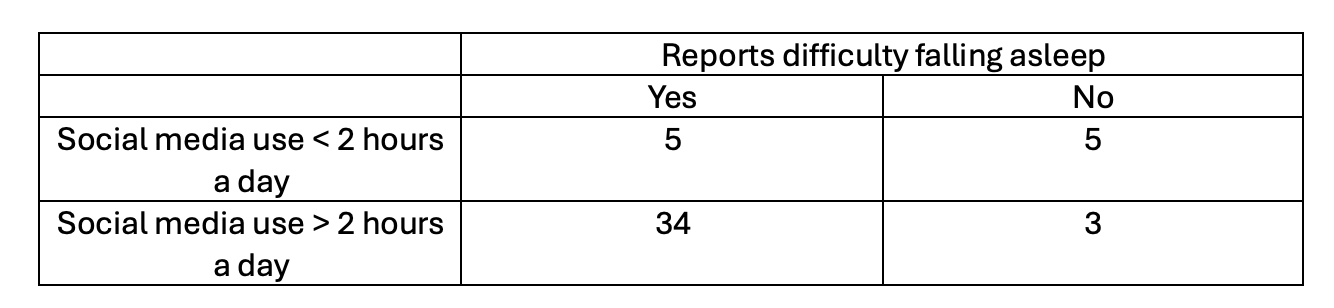 Reports difficulty falling asleep
Yes No
Social media use < 2 hours 5 5
a day
Social media use > 2 hours 34 3
a day